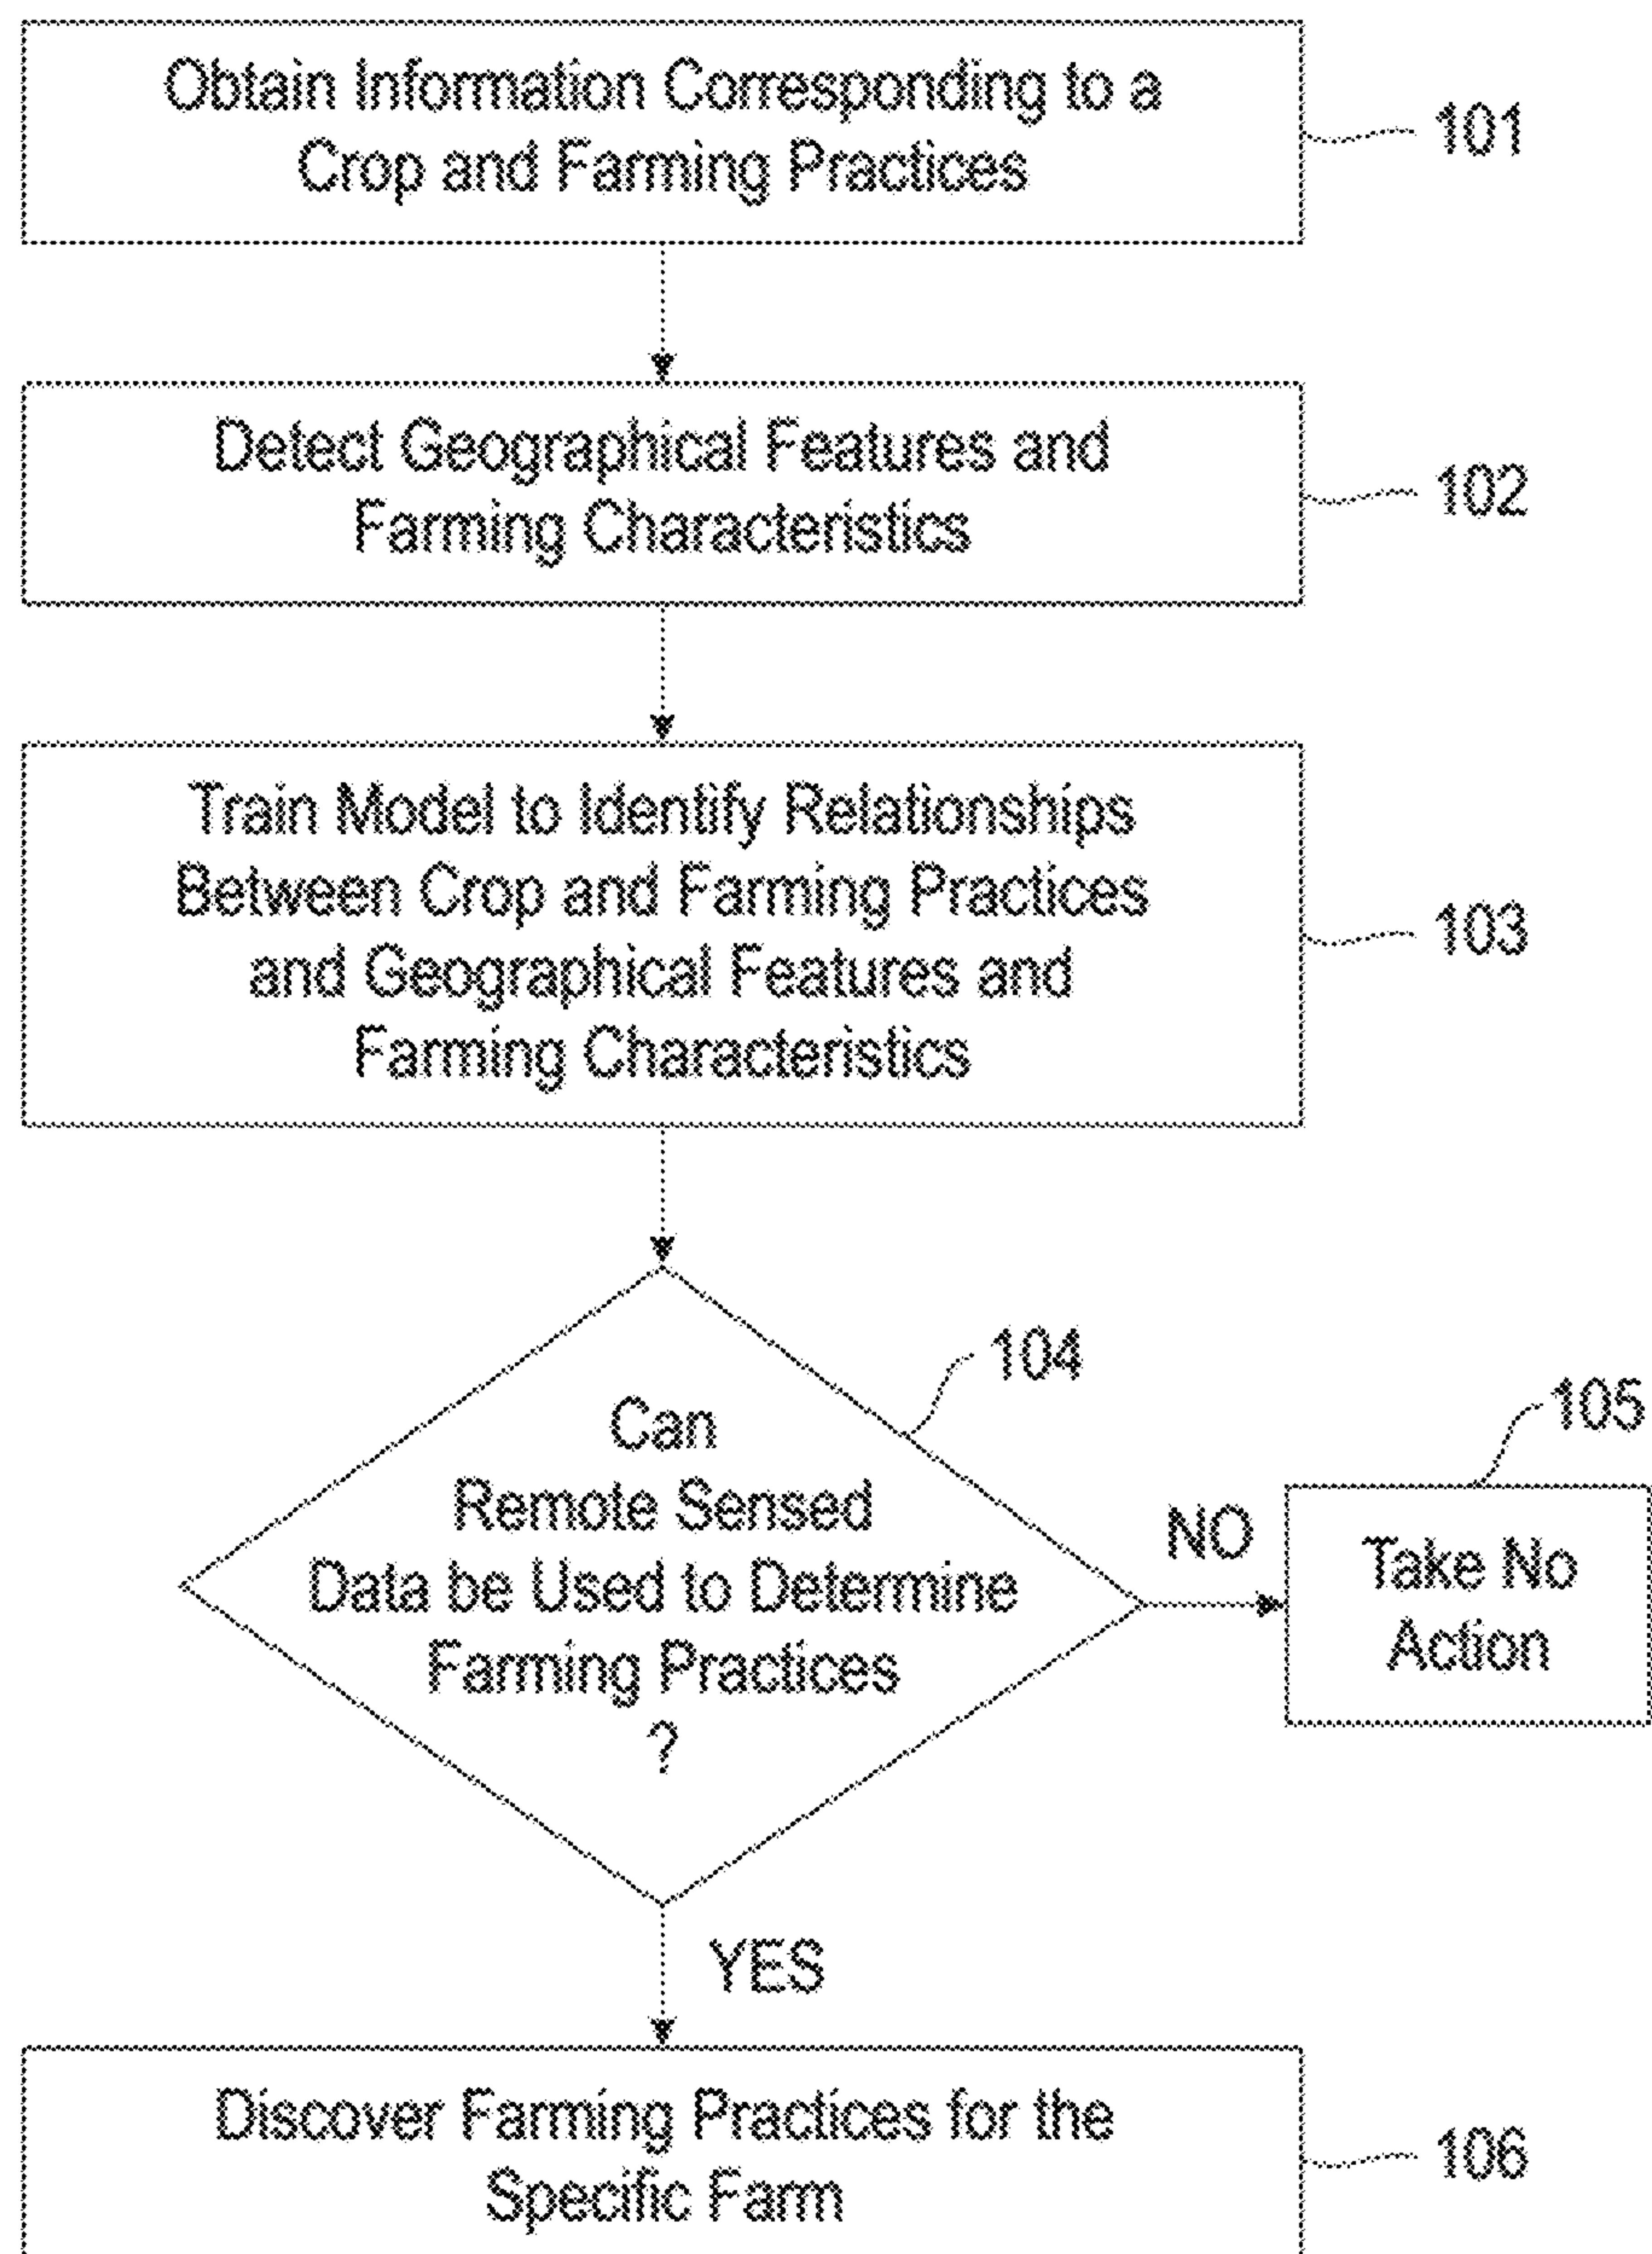 Obtain Information Corresponding to a
Crop and Farming Practices
101
Detect Geographical Features and
Farming Characteristics
102
Train Model to Identify Relationships
Between Crop and Farming Practices
and Geographical Features and
Farming Characteristics
103
104
Can
Remote Sensed
Data be Used to Determine
Farming Practices
?
NO
105
Take No
Action
YES
Discover Farming Practices for the
Specific Farm
106